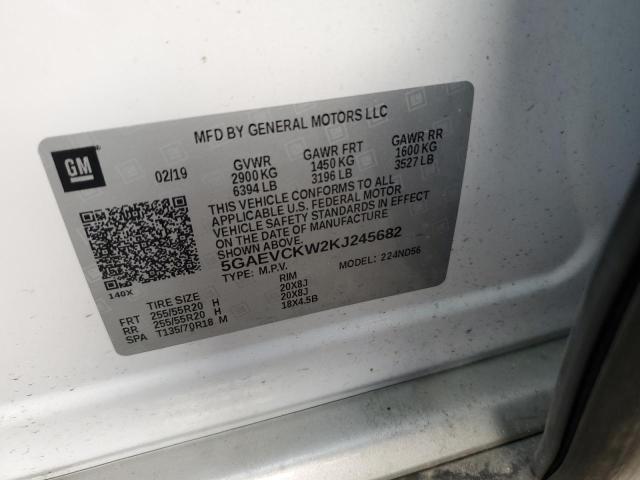 MFD BY GENERAL MOTORS LLC
GM
02/19
GVWR GAWR FRT GAWR RR
2900 KG 1450 KG 1600 KG
6394 LB 3196 LB 3527 LB
THIS VEHICLE CONFORMS TO ALL
APPLICABLE U.S. FEDERAL MOTOR
VEHICLE SAFETY STANDARDS IN EFFECT
ON THE DATE OF MANUFACTURE
SHOWN ABOVE.
5GAEVCKW2KJ245682
TYPE: M.P.V. MODEL: 224ND56
140X
TIRE SIZE RIM
FRT 255/55R20 H 20X8J
RR 255/55R20 H 20X8J
SPA T135/70R18 M 18X4.5B